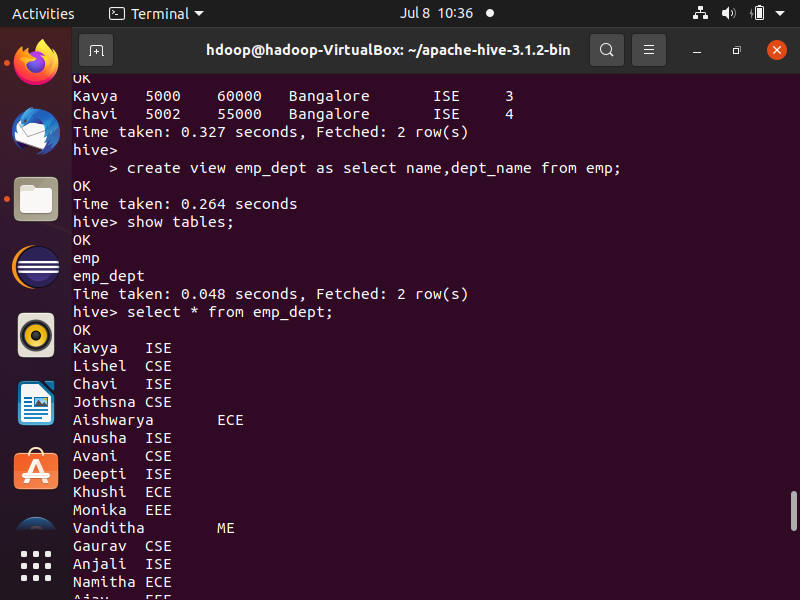 Activities Terminal Jul 8 10:36
hdoop@hadoop-VirtualBox: ~/apache-hive-3.1.2-bin
OK
Kavya 5000 60000 Bangalore ISE 3
Chavi 5002 55000 Bangalore ISE 4
Time taken: 0.327 seconds, Fetched: 2 row(s)
hive>
> create view emp_dept as select name,dept_name from emp;
OK
Time taken: 0.264 seconds
hive> show tables;
OK
emp
emp_dept
Time taken: 0.048 seconds, Fetched: 2 row(s)
hive> select * from emp_dept;
OK
Kavya ISE
Lishel CSE
Chavi ISE
Jothsna CSE
Aishwarya ECE
Anusha ISE
Avani CSE
Deepti ISE
Khushi ECE
Monika EEE
Vanditha ME
Gaurav CSE
Anjali ISE
Namitha ECE